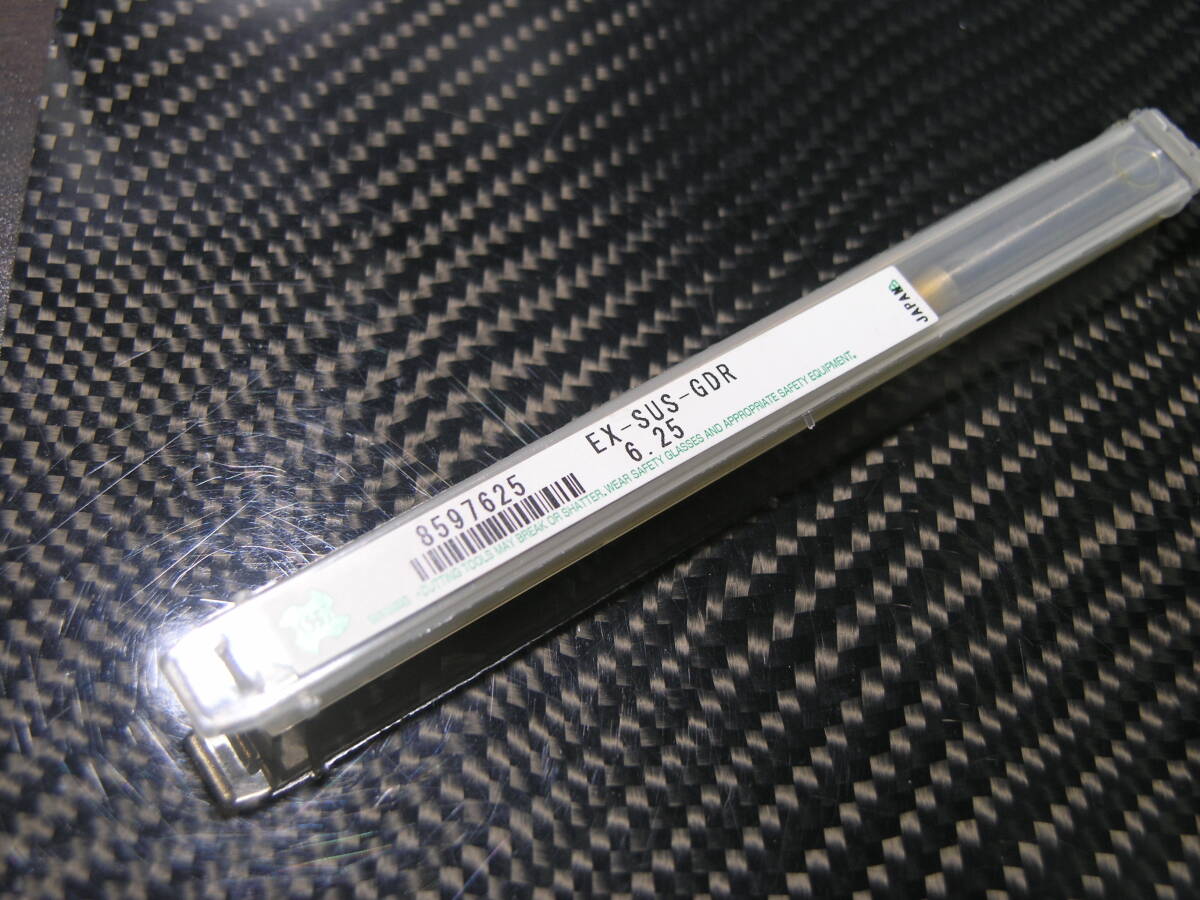 8597625
EX-SUS-GDR
6.25
CUTTING TOOLS MAY BREAK OR SHATTER. WEAR SAFETY GLASSES AND APPROPRIATE SAFETY EQUIPMENT.
JAPAN